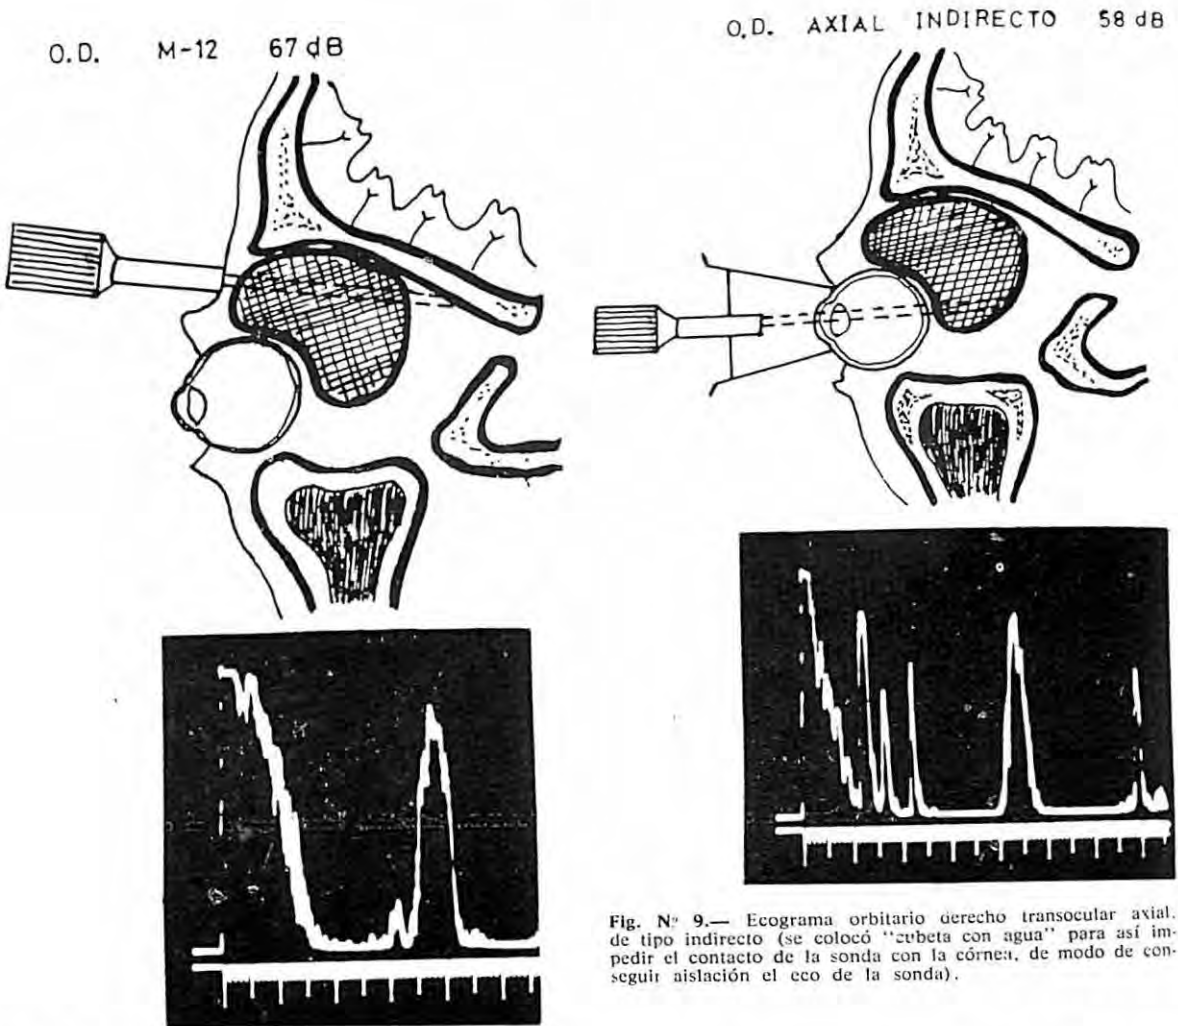 O.D. M-12 67 dB
O.D. AXIAL INDIRECTO 58 dB
Fig. Nº 9.— Ecograma orbitario derecho transocular axial.
de tipo indirecto (se colocó "cubeta con agua" para así im-
pedir el contacto de la sonda con la córnea, de modo de con-
seguir aislación el eco de la sonda).